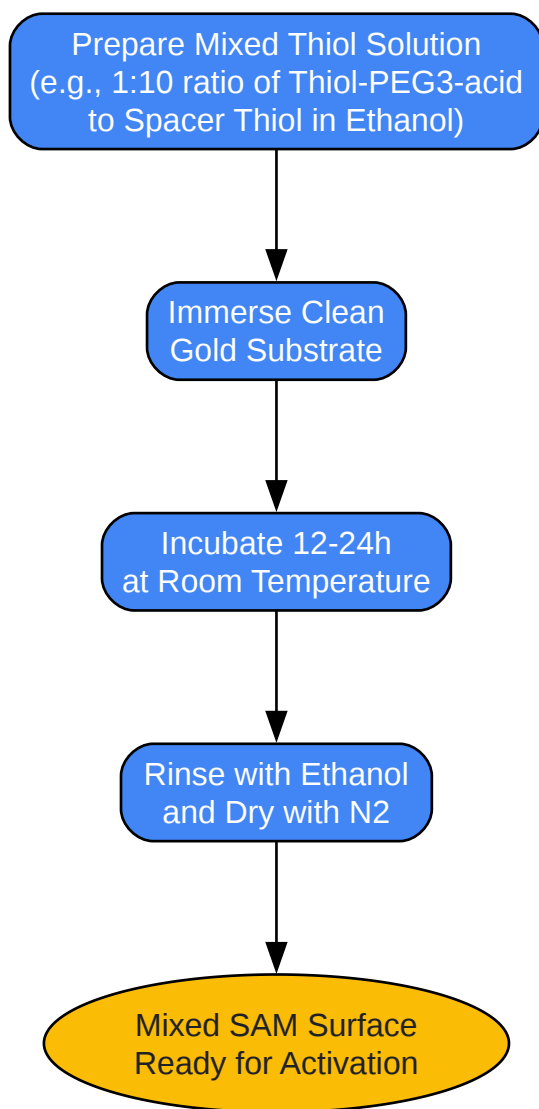 Prepare Mixed Thiol Solution
(e.g., 1:10 ratio of Thiol-PEG3-acid
to Spacer Thiol in Ethanol)
Immerse Clean
Gold Substrate
Incubate 12-24h
at Room Temperature
Rinse with Ethanol
and Dry with N2
Mixed SAM Surface
Ready for Activation